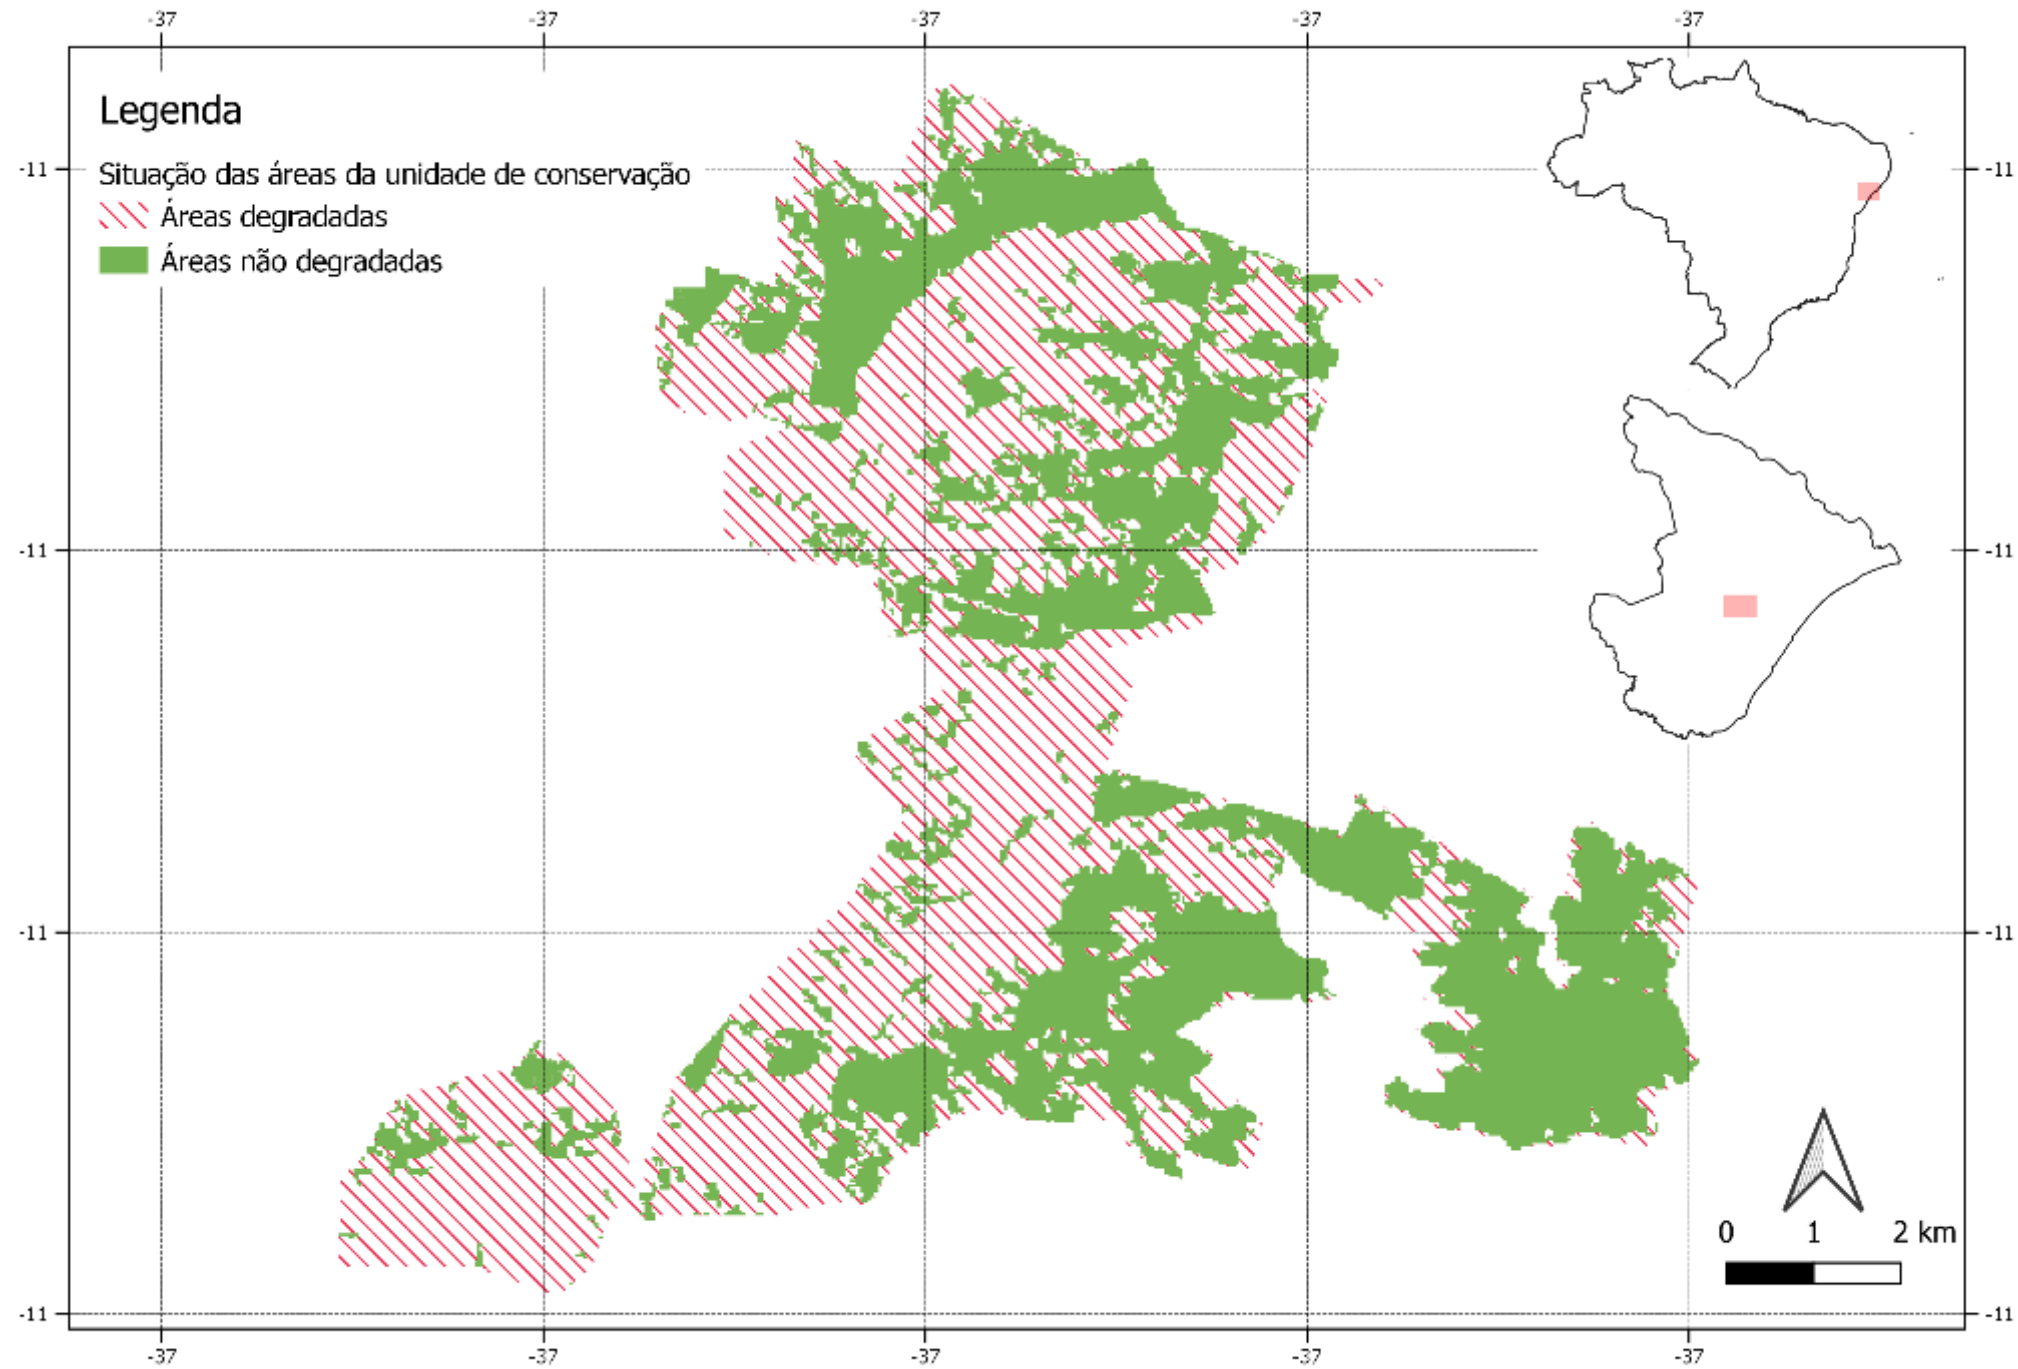 -37 -37 -37 -37 -37
Legenda
Situação das áreas da unidade de conservação
Áreas degradadas
Áreas não degradadas
-11 -11
-11 -11
-11 -11
0 1 2 km
-11 -11
-37 -37 -37 -37 -37